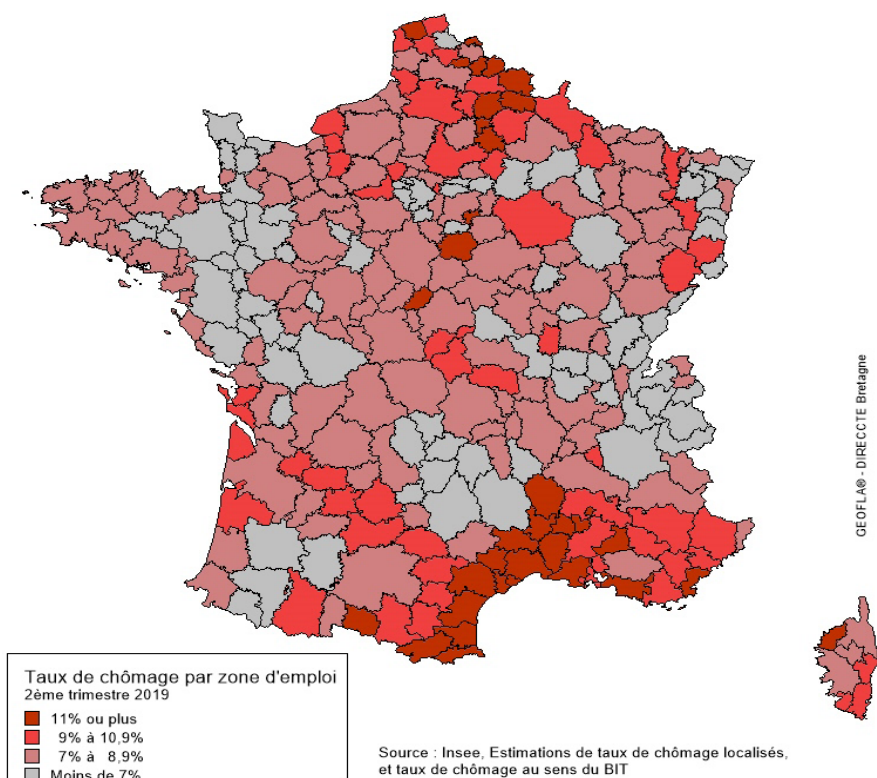 GEOFLA® - DIRECCTE Bretagne
Taux de chômage par zone d'emploi
2ème trimestre 2019
11% ou plus
9% à 10,9%
7% à 8,9%
Moins de 7%
Source : Insee, Estimations de taux de chômage localisés,
et taux de chômage au sens du BIT